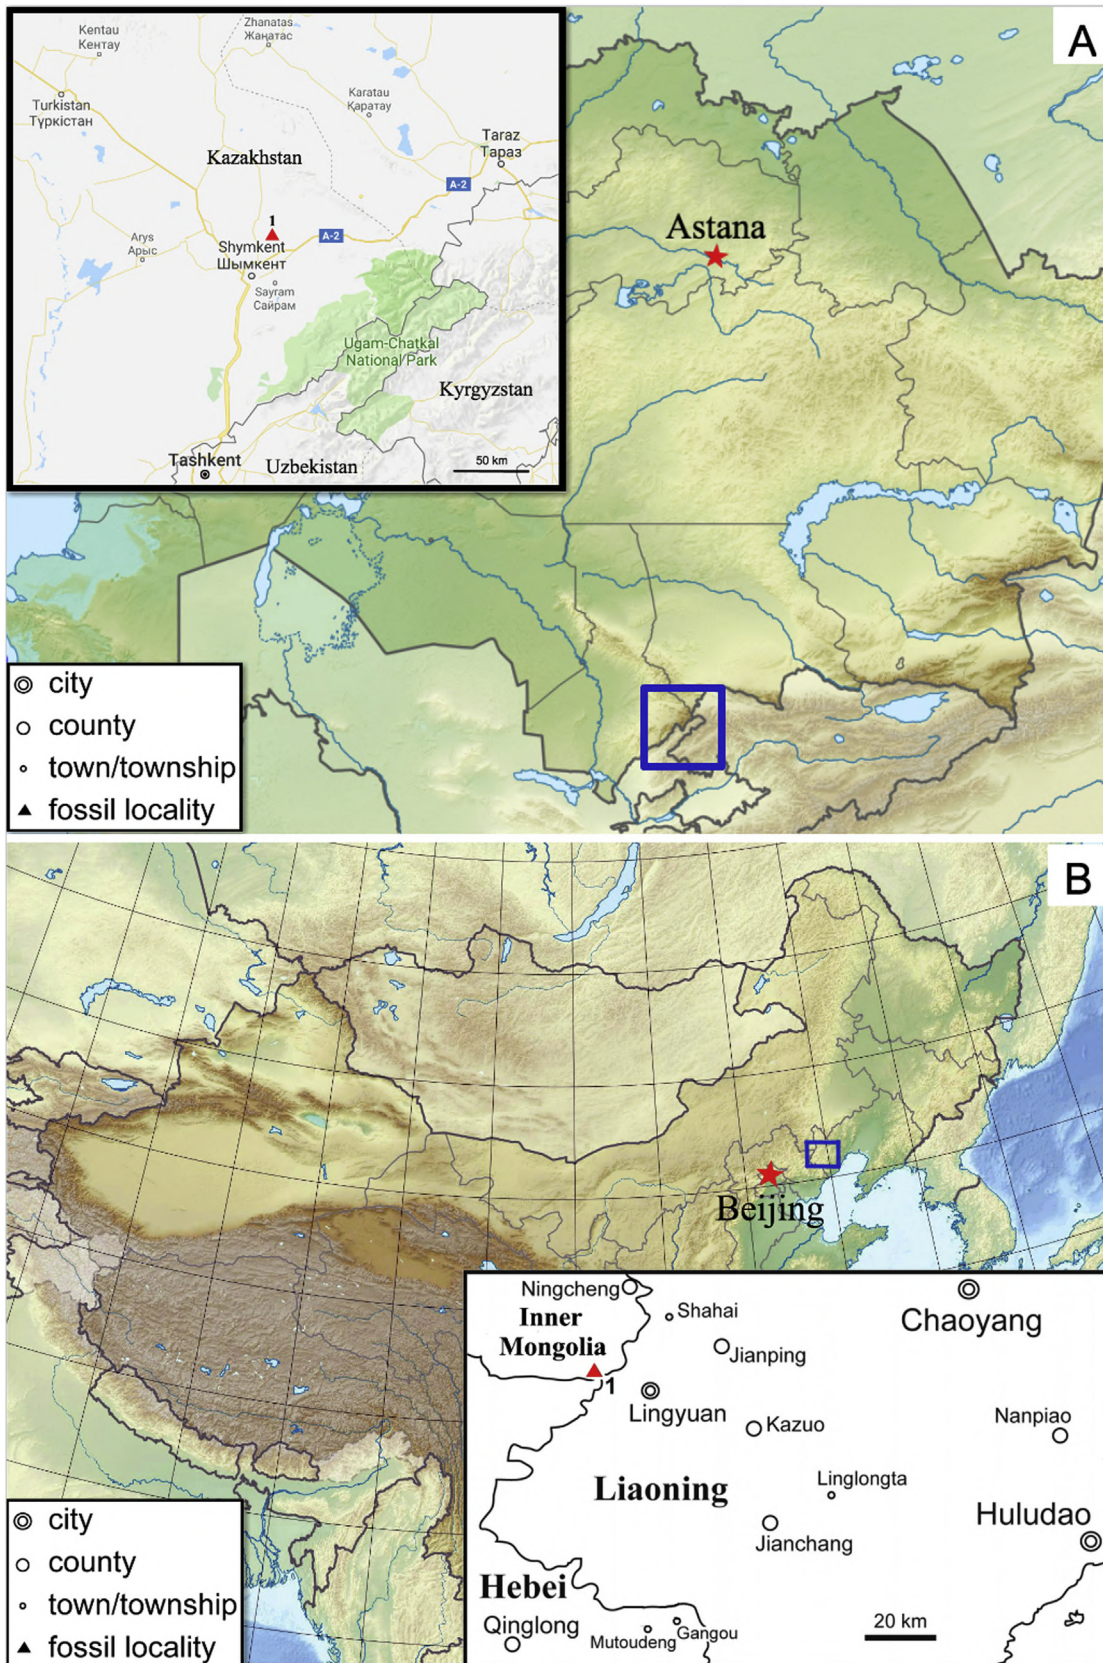 A
Kentau
Кентау
Zhanatas
Жаңатас
Turkistan
Түркістан
Karatau
Қаратау
Taraz
Тараз
Kazakhstan
A-2
1
A-2
Arys
Арыс
Shymkent
Шымкент
Sayram
Сайрам
Ugam-Chatkal
National Park
Kyrgyzstan
Tashkent
Uzbekistan
50 km
Astana
city
county
town/township
fossil locality
B
Beijing
Ningcheng
Inner
Mongolia
Shahai
Chaoyang
Jianping
1
Lingyuan
Kazuo
Nanpiao
Liaoning
Linglongta
Huludao
Jianchang
Hebei
Qinglong
Mutoudeng
Gangou
20 km
city
county
town/township
fossil locality